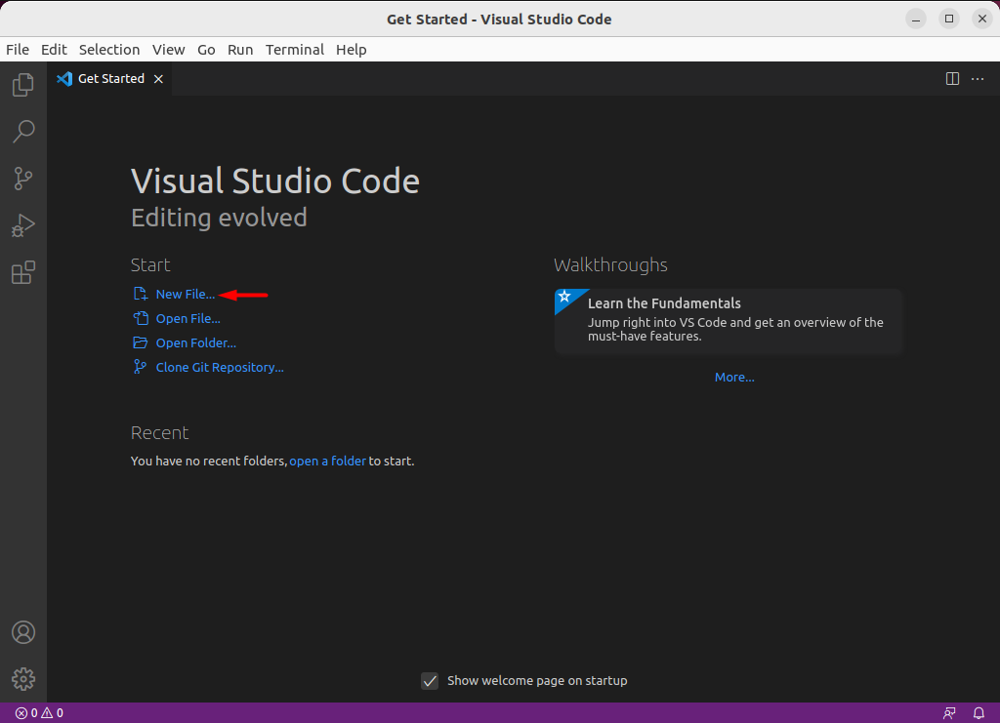 Get Started - Visual Studio Code
File Edit Selection View Go Run Terminal Help
Get Started
Visual Studio Code
Editing evolved
Start
New File...
Open File...
Open Folder...
Clone Git Repository...
Recent
You have no recent folders, open a folder to start.
Walkthroughs
Learn the Fundamentals
Jump right into VS Code and get an overview of the
must-have features.
More...
Show welcome page on startup
0 0